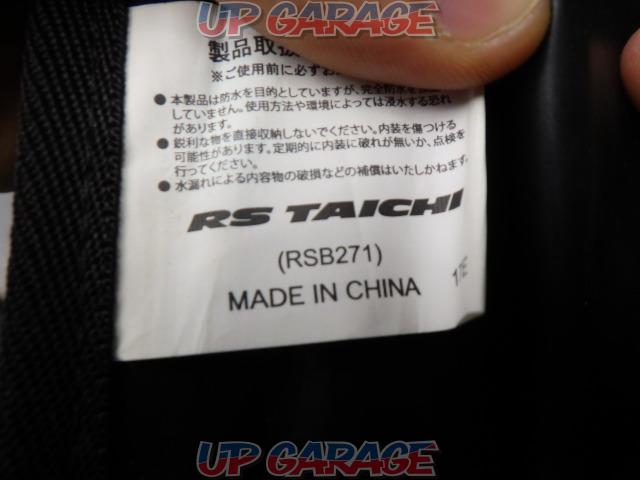 UP GARAGE
製品取扱
※ご使用前に必ずお
●本製品は防水を目的としていますが、完全防水を
していません。使用方法や環境によっては浸水する恐れ
があります。
●鋭利な物を直接収納しないでください。内装を傷つける
可能性があります。定期的に内装に破れが無いか、点検を
行ってください。
●水漏れによる内容物の破損などの補償はいたしかねます。
RS TAICHI
(RSB271)
MADE IN CHINA
UP GARAGE